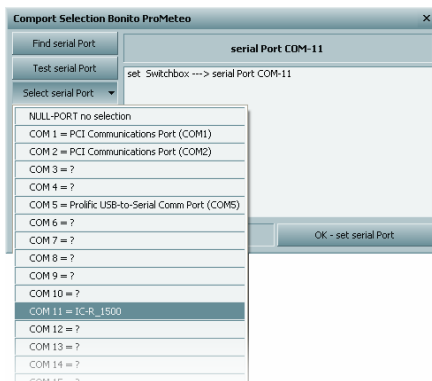 Comport Selection Bonito ProMeteo
x
Find serial Port
serial Port COM-11
Test serial Port
set Switchbox ---> serial Port COM-11
Select serial Port
NULL-PORT no selection
COM 1 = PCI Communications Port (COM1)
COM 2 = PCI Communications Port (COM2)
COM 3 = ?
COM 4 = ?
COM 5 = Prolific USB-to-Serial Comm Port (COM5)
COM 6 = ?
COM 7 = ?
OK - set serial Port
COM 8 = ?
COM 9 = ?
COM 10 = ?
COM 11 = IC-R_1500
COM 12 = ?
COM 13 = ?
COM 14 = ?
COM 15 = ?